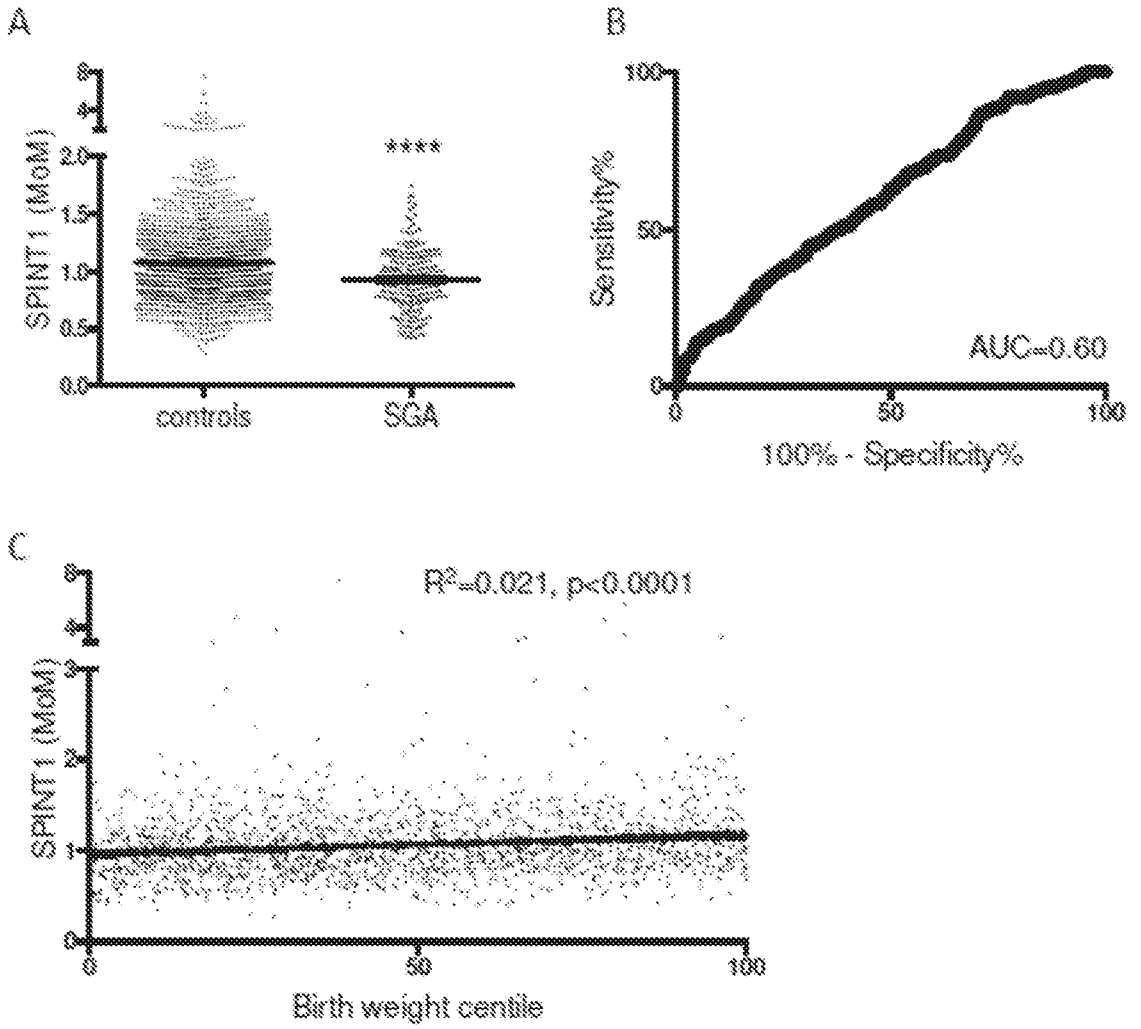 A
8
4
2.0
1.5
1.0
0.5
0.0
SPINT1 (MoM)
****
controls
SGA
B
100
50
0
Sensitivity%
AUC=0.60
0
50
100
100% - Specificity%
C
8
4
3
2
1
0
SPINT1 (MoM)
R²=0.021, p<0.0001
0
50
100
Birth weight centile